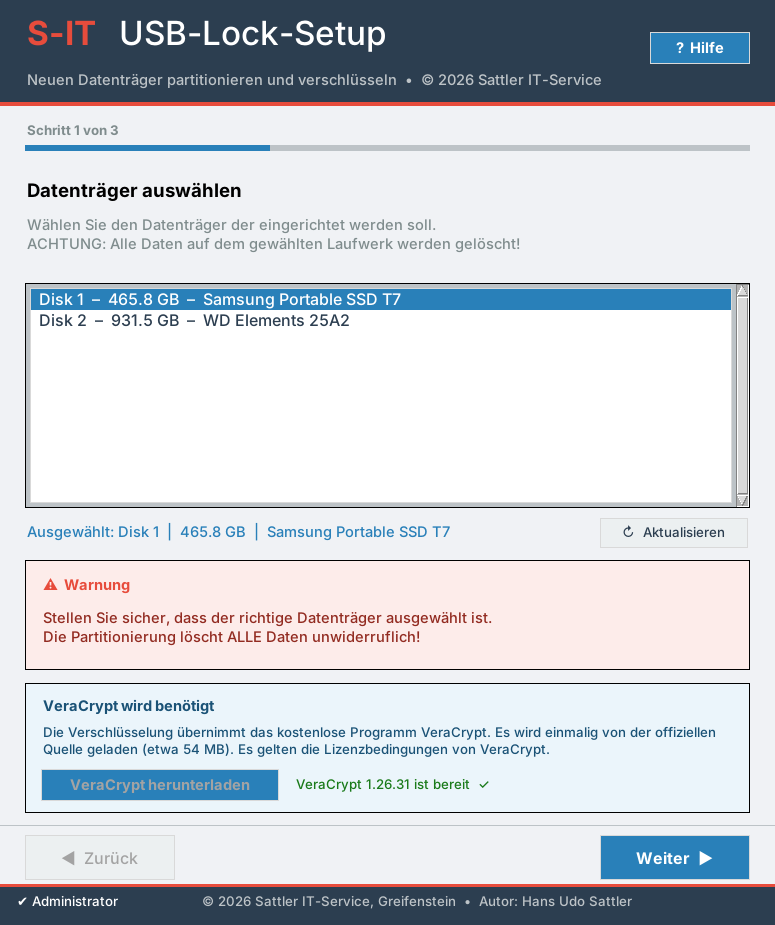 S-IT USB-Lock-Setup
? Hilfe
Neuen Datenträger partitionieren und verschlüsseln • © 2026 Sattler IT-Service
Schritt 1 von 3
Datenträger auswählen
Wählen Sie den Datenträger der eingerichtet werden soll.
ACHTUNG: Alle Daten auf dem gewählten Laufwerk werden gelöscht!
Disk 1 – 465.8 GB – Samsung Portable SSD T7
Disk 2 – 931.5 GB – WD Elements 25A2
Ausgewählt: Disk 1 | 465.8 GB | Samsung Portable SSD T7
↻ Aktualisieren
⚠ Warnung
Stellen Sie sicher, dass der richtige Datenträger ausgewählt ist.
Die Partitionierung löscht ALLE Daten unwiderruflich!
VeraCrypt wird benötigt
Die Verschlüsselung übernimmt das kostenlose Programm VeraCrypt. Es wird einmalig von der offiziellen
Quelle geladen (etwa 54 MB). Es gelten die Lizenzbedingungen von VeraCrypt.
VeraCrypt herunterladen
VeraCrypt 1.26.31 ist bereit ✓
◀ Zurück
Weiter ▶
✔ Administrator
© 2026 Sattler IT-Service, Greifenstein • Autor: Hans Udo Sattler